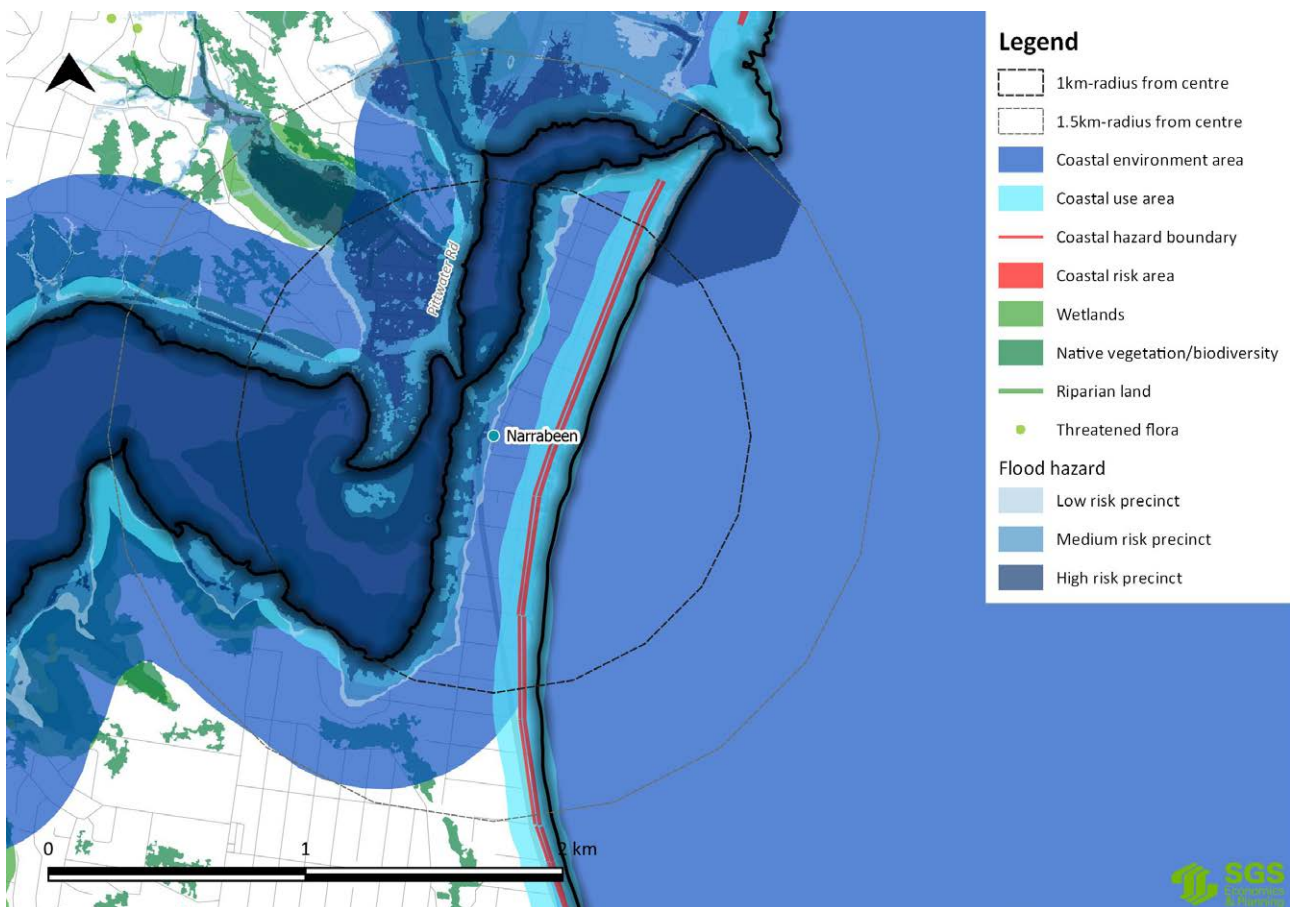 Legend
1km-radius from centre
1.5km-radius from centre
Coastal environment area
Coastal use area
Coastal hazard boundary
Coastal risk area
Wetlands
Native vegetation/biodiversity
Riparian land
Threatened flora
Flood hazard
Low risk precinct
Medium risk precinct
High risk precinct
Pittwater Rd
Narrabeen
0 1 2 km
SGS
Economics
& Planning